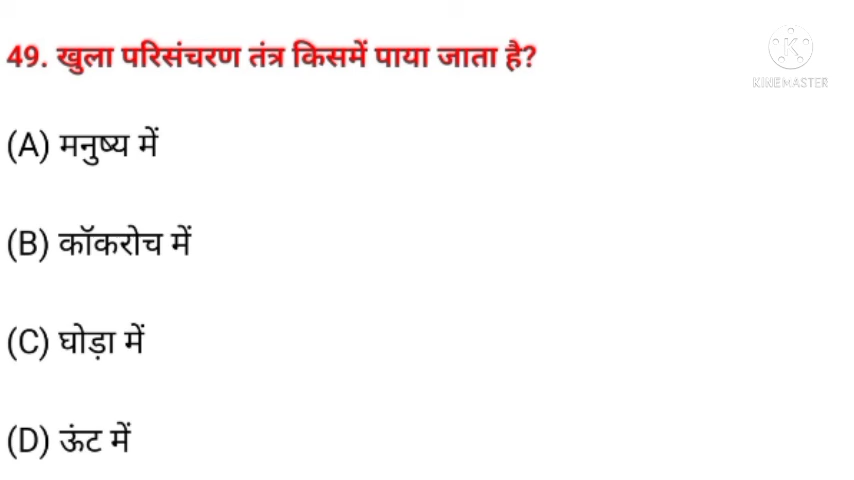 49. खुला परिसंचरण तंत्र किसमें पाया जाता है?
KINEMASTER
(A) मनुष्य में
(B) कॉकरोच में
(C) घोड़ा में
(D) ऊंट में